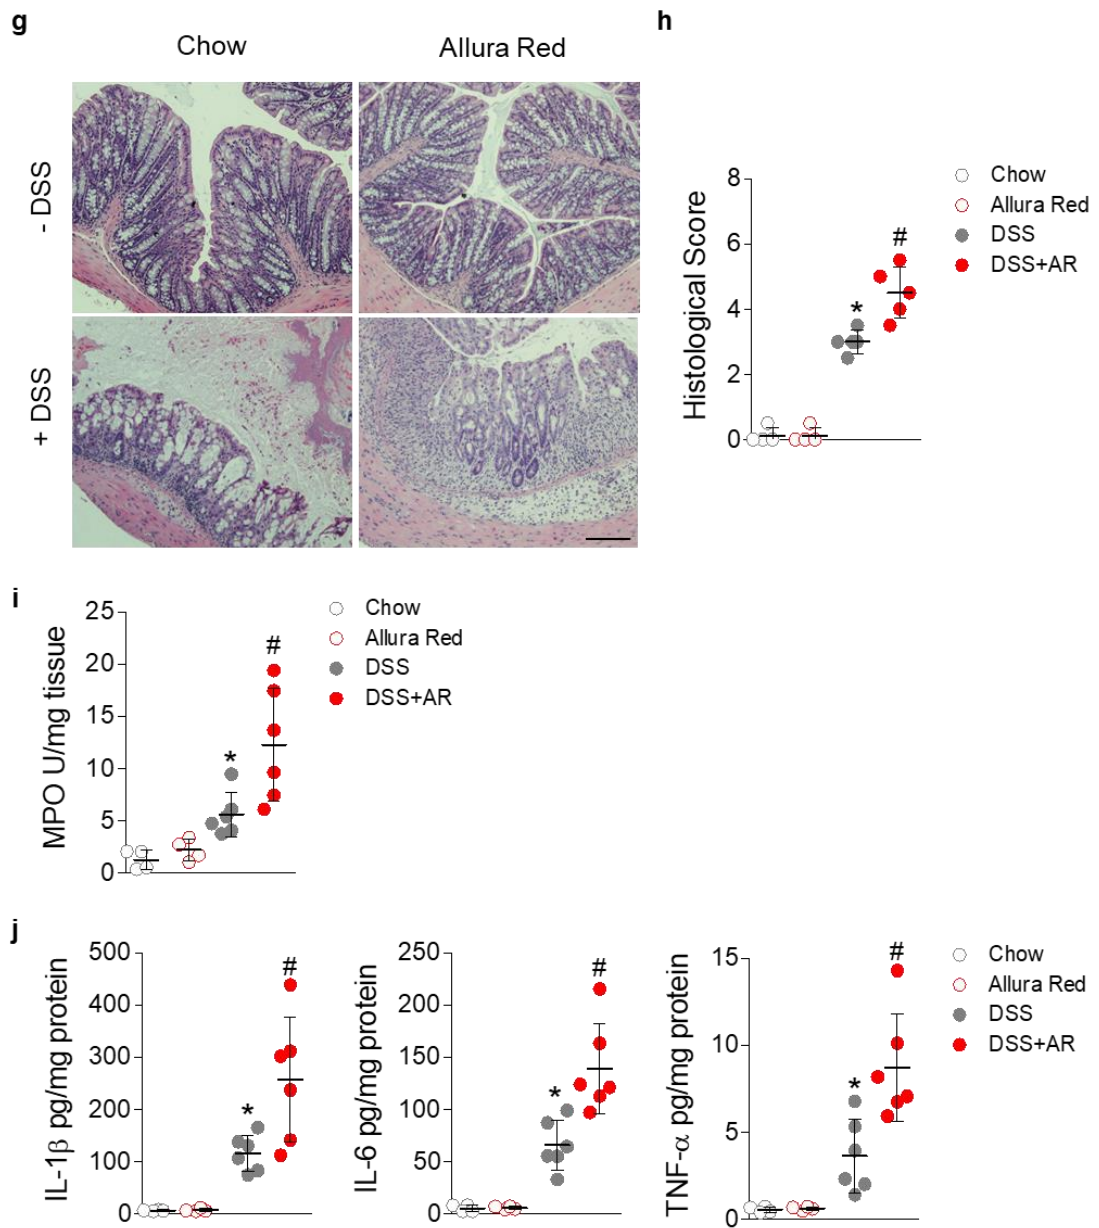 g
Chow
Allura Red
- DSS
+ DSS
h
Histological Score
8
6
4
2
0
*
#
Chow
Allura Red
DSS
DSS+AR
i
MPO U/mg tissue
25
20
15
10
5
0
*
#
Chow
Allura Red
DSS
DSS+AR
j
IL-1β pg/mg protein
500
400
300
200
100
0
*
#
IL-6 pg/mg protein
250
200
150
100
50
0
*
#
TNF-α pg/mg protein
15
10
5
0
*
#
Chow
Allura Red
DSS
DSS+AR